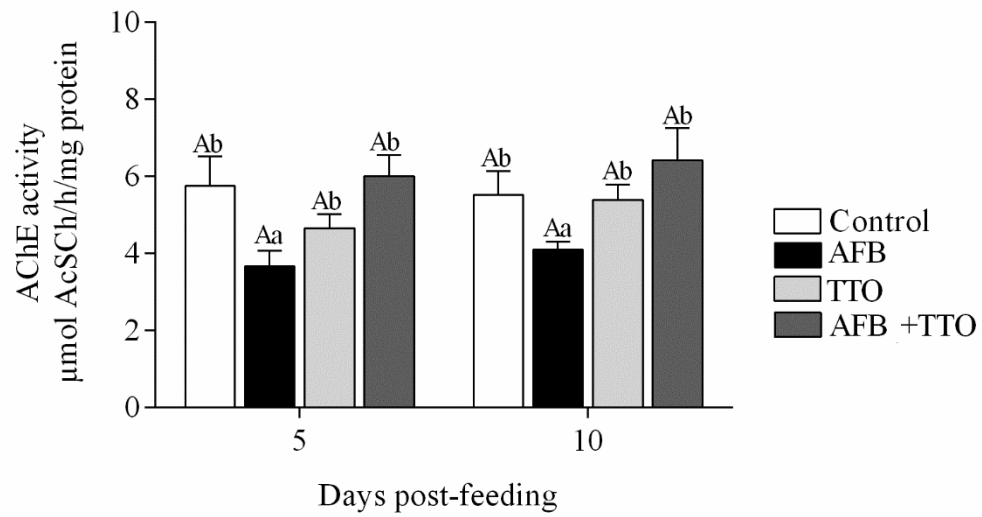 AChE activity
µmol AcSCh/h/mg protein
10
8
6
4
2
0
Ab
Aa
Ab
Ab
Ab
Aa
Ab
Ab
5
10
Days post-feeding
Control
AFB
TTO
AFB +TTO